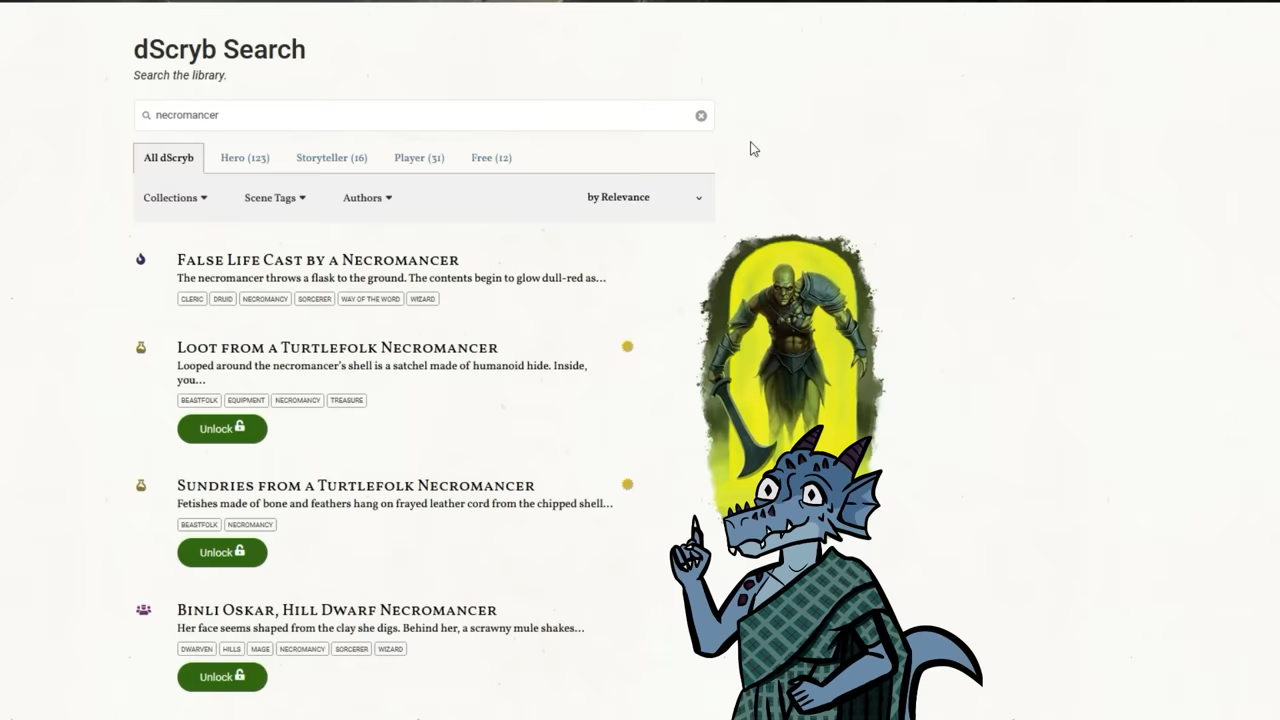 dScryb Search
Search the library.
necromancer
All dScryb
Hero (123)
Storyteller (16)
Player (31)
Free (12)
Collections
Scene Tags
Authors
by Relevance
False Life Cast by a Necromancer
The necromancer throws a flask to the ground. The contents begin to glow dull-red as...
CLERIC DRUID NECROMANCY SORCERER WAY OF THE WORD WIZARD
Loot from a Turtlefolk Necromancer
Looped around the necromancer's shell is a satchel made of humanoid hide. Inside,
you...
BEASTFOLK EQUIPMENT NECROMANCY TREASURE
Unlock
Sundries from a Turtlefolk Necromancer
Fetishes made of bone and feathers hang on frayed leather cord from the chipped shell...
BEASTFOLK NECROMANCY
Unlock
Binli Oskar, Hill Dwarf Necromancer
Her face seems shaped from the clay she digs. Behind her, a scrawny mule shakes...
DWARVEN HILLS MAGE NECROMANCY SORCERER WIZARD
Unlock